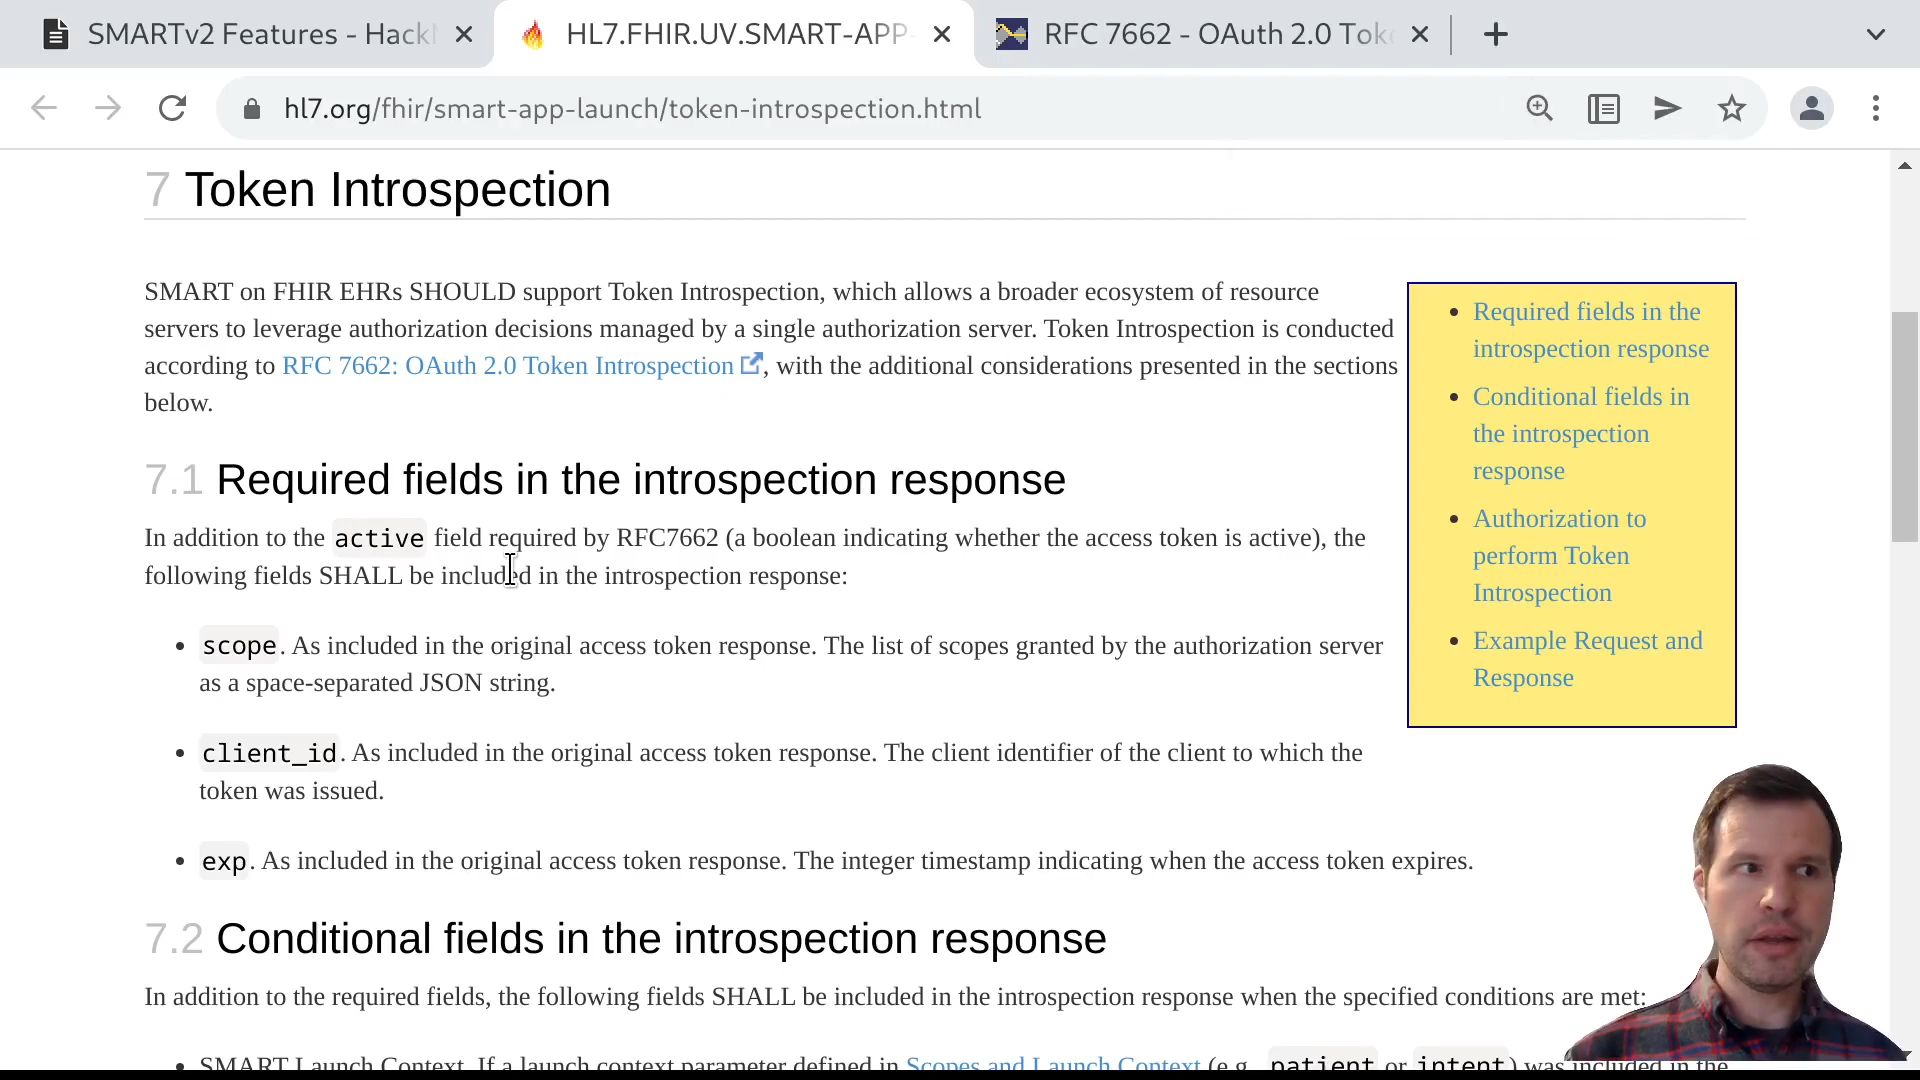 SMARTv2 Features - Hack
HL7.FHIR.UV.SMART-APP-
RFC 7662 - OAuth 2.0 Tok
hl7.org/fhir/smart-app-launch/token-introspection.html
7 Token Introspection
SMART on FHIR EHRs SHOULD support Token Introspection, which allows a broader ecosystem of resource
servers to leverage authorization decisions managed by a single authorization server. Token Introspection is conducted
according to RFC 7662: OAuth 2.0 Token Introspection, with the additional considerations presented in the sections
below.
• Required fields in the
introspection response
• Conditional fields in
the introspection
response
• Authorization to
perform Token
Introspection
• Example Request and
Response
7.1 Required fields in the introspection response
In addition to the active field required by RFC7662 (a boolean indicating whether the access token is active), the
following fields SHALL be included in the introspection response:
• scope. As included in the original access token response. The list of scopes granted by the authorization server
as a space-separated JSON string.
• client_id. As included in the original access token response. The client identifier of the client to which the
token was issued.
• exp. As included in the original access token response. The integer timestamp indicating when the access token expires.
7.2 Conditional fields in the introspection response
In addition to the required fields, the following fields SHALL be included in the introspection response when the specified conditions are met:
• SMART Launch Context. If a launch context parameter defined in Scopes and Launch Context (e.g., patient or intent) was included in the